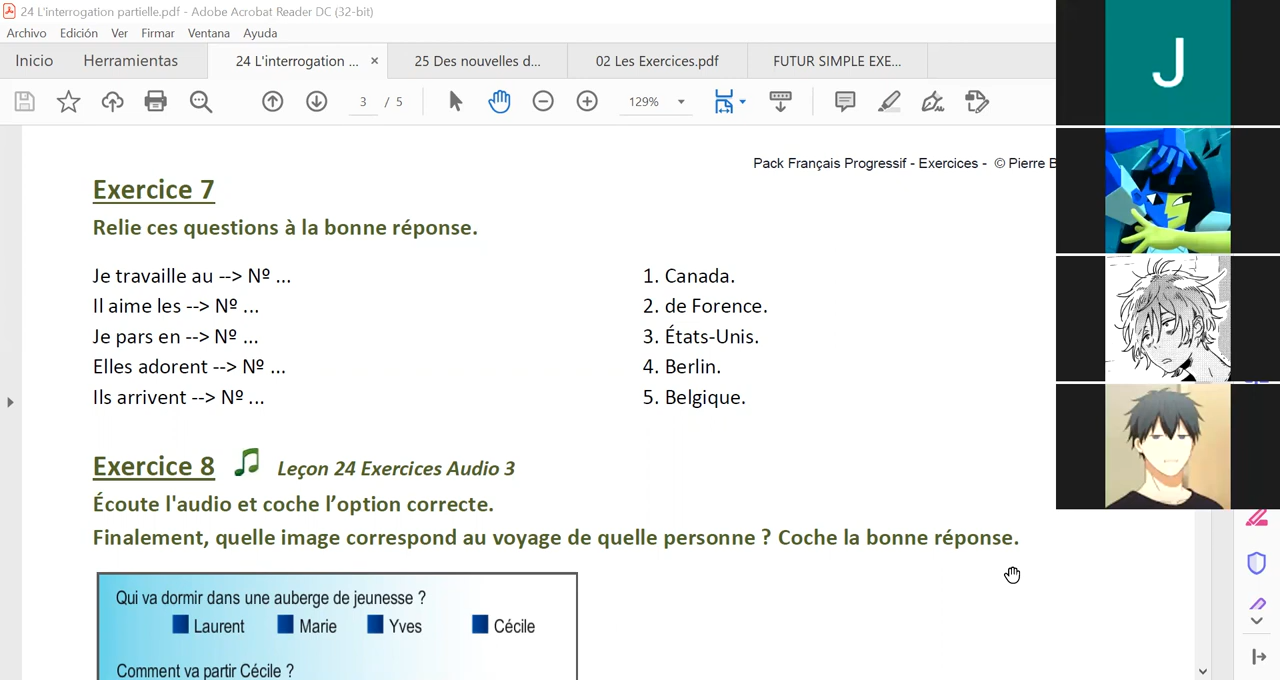 24 L'interrogation partielle.pdf - Adobe Acrobat Reader DC (32-bit)
Archivo Edición Ver Firmar Ventana Ayuda
Inicio Herramientas 24 L'interrogation ... × 25 Des nouvelles d... 02 Les Exercices.pdf FUTUR SIMPLE EXE...
3 / 5 129%
J
Pack Français Progressif - Exercices - © Pierre B
Exercice 7
Relie ces questions à la bonne réponse.
Je travaille au --> Nº ... 1. Canada.
Il aime les --> Nº ... 2. de Forence.
Je pars en --> Nº ... 3. États-Unis.
Elles adorent --> Nº ... 4. Berlin.
Ils arrivent --> Nº ... 5. Belgique.
Exercice 8 Leçon 24 Exercices Audio 3
Écoute l'audio et coche l’option correcte.
Finalement, quelle image correspond au voyage de quelle personne ? Coche la bonne réponse.
Qui va dormir dans une auberge de jeunesse ?
Laurent Marie Yves Cécile
Comment va partir Cécile ?